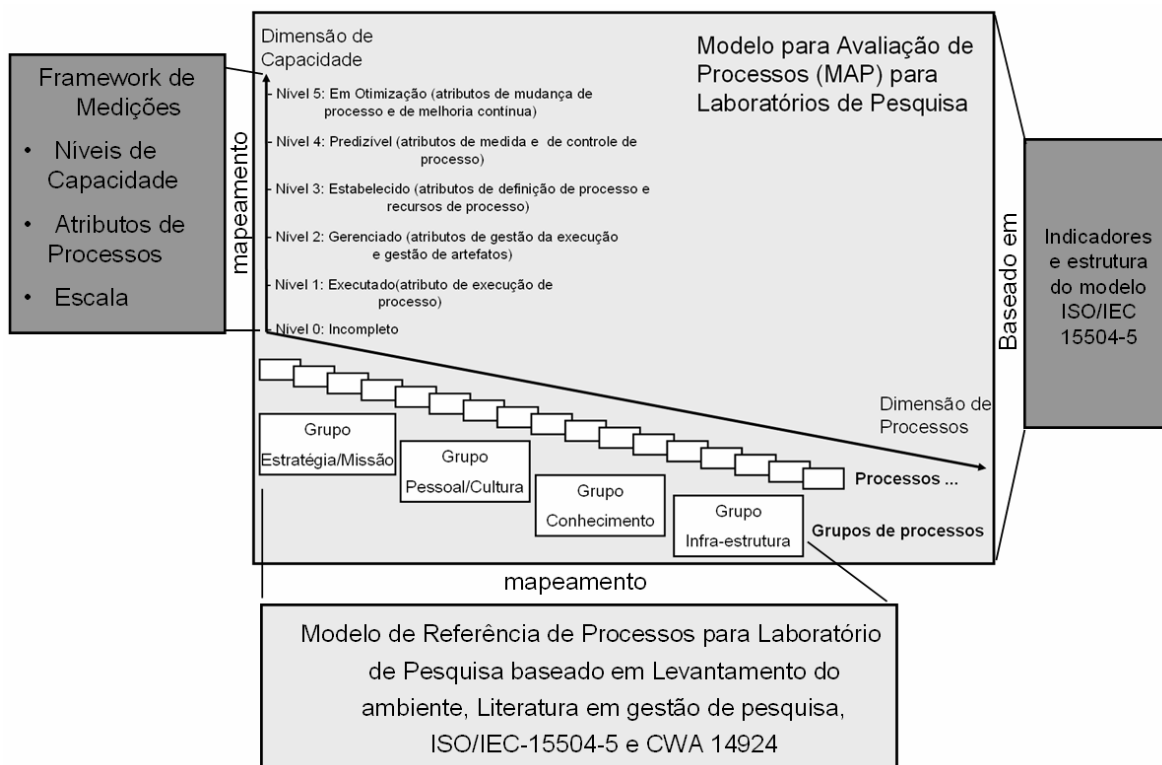 Framework de
Medições
• Níveis de
Capacidade
• Atributos de
Processos
• Escala
mapeamento
Dimensão de
Capacidade
Nível 5: Em Otimização (atributos de mudança de
processo e de melhoria contínua)
Nível 4: Predizível (atributos de medida e de controle de
processo)
Nível 3: Estabelecido (atributos de definição de processo e
recursos de processo)
Nível 2: Gerenciado (atributos de gestão da execução
e gestão de artefatos)
Nível 1: Executado(atributo de execução de
processo)
Nível 0: Incompleto
Modelo para Avaliação de
Processos (MAP) para
Laboratórios de Pesquisa
Baseado em
Indicadores
e estrutura
do modelo
ISO/IEC
15504-5
Dimensão de
Processos
Processos ...
Grupo
Estratégia/Missão
Grupo
Pessoal/Cultura
Grupo
Conhecimento
Grupo
Infra-estrutura
Grupos de processos
mapeamento
Modelo de Referência de Processos para Laboratório
de Pesquisa baseado em Levantamento do
ambiente, Literatura em gestão de pesquisa,
ISO/IEC-15504-5 e CWA 14924